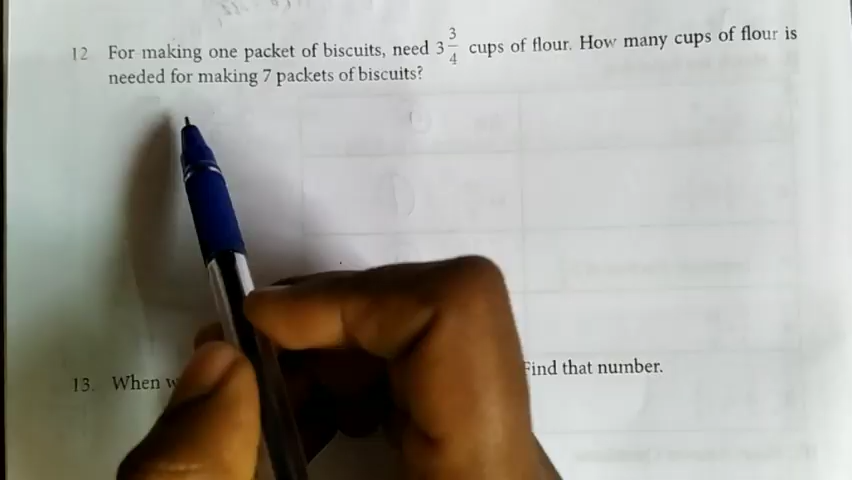 12 For making one packet of biscuits, need 3 3/4 cups of flour. How many cups of flour is
needed for making 7 packets of biscuits?
13. When
Find that number.